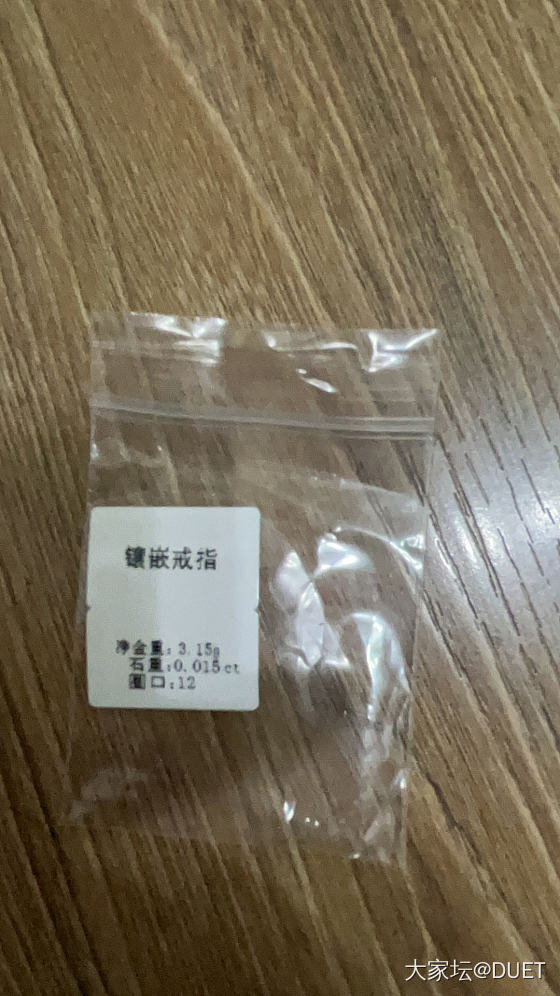 镶嵌戒指
净金重:3.15g
石重:0.015ct
圈口:12
大家坛@DUET